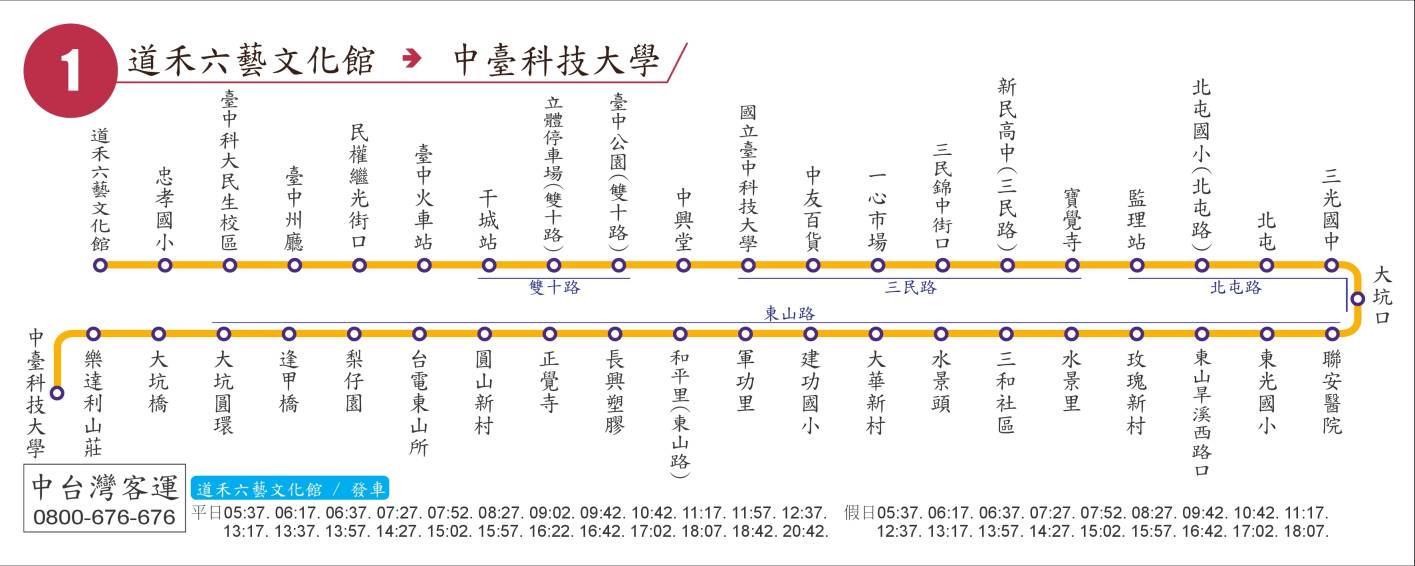 1
道禾六藝文化館 ➔ 中臺科技大學
道禾六藝文化館
忠孝國小
臺中科大民生校區
臺中州廳
民權繼光街口
臺中火車站
干城站
立體停車場(雙十路)
臺中公園(雙十路)
中興堂
國立臺中科技大學
中友百貨
一心市場
三民錦中街口
新民高中(三民路)
寶覺寺
監理站
北屯國小(北屯路)
北屯
三光國中
大坑口
雙十路
三民路
北屯路
東山路
中臺科技大學
樂達利山莊
大坑橋
大坑圓環
逢甲橋
梨仔園
台電東山所
圓山新村
正覺寺
長興塑膠
和平里(東山路)
軍功里
建功國小
大華新村
水景頭
三和社區
水景里
玫瑰新村
東山旱溪西路口
東光國小
聯安醫院
中台灣客運
0800-676-676
道禾六藝文化館 / 發車
平日05:37. 06:17. 06:37. 07:27. 07:52. 08:27. 09:02. 09:42. 10:42. 11:17. 11:57. 12:37.
13:17. 13:37. 13:57. 14:27. 15:02. 15:57. 16:22. 16:42. 17:02. 18:07. 18:42. 20:42.
假日05:37. 06:17. 06:37. 07:27. 07:52. 08:27. 09:42. 10:42. 11:17.
12:37. 13:17. 13:57. 14:27. 15:02. 15:57. 16:42. 17:02. 18:07.